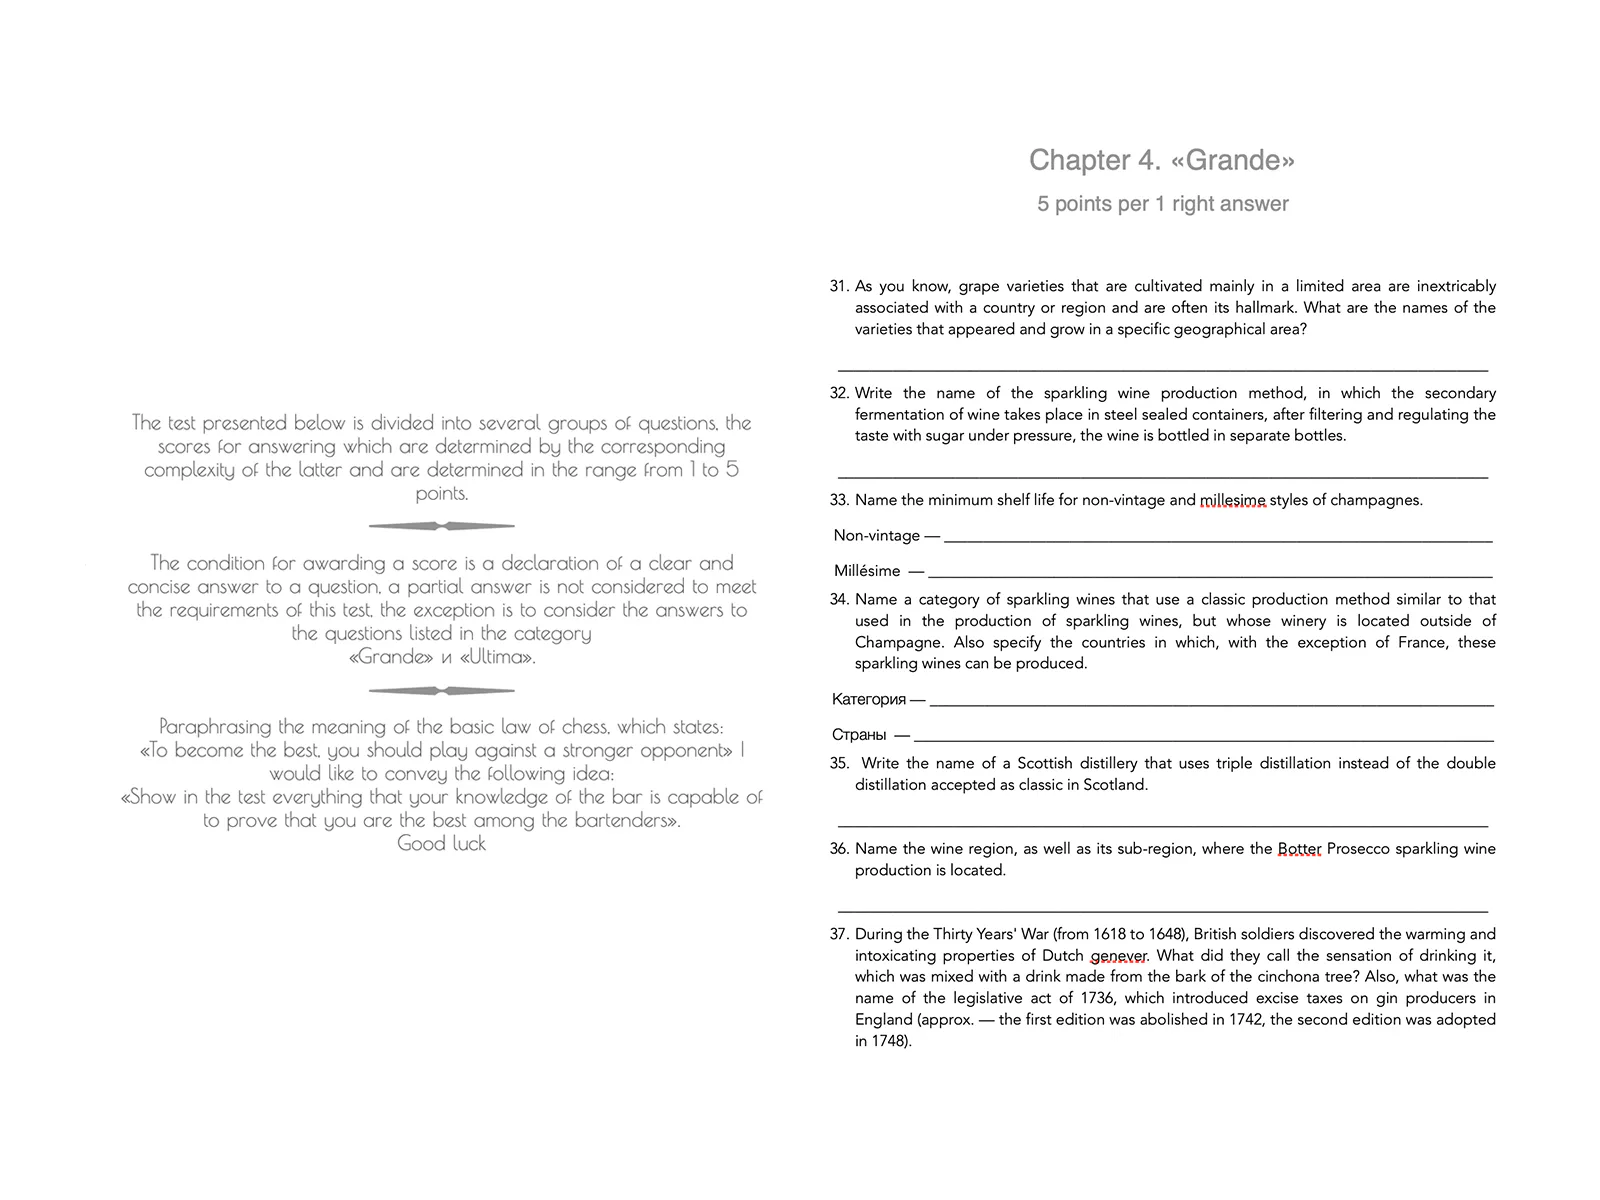 The test presented below is divided into several groups of questions, the
scores for answering which are determined by the corresponding
complexity of the latter and are determined in the range from 1 to 5
points.
The condition for awarding a score is a declaration of a clear and
concise answer to a question, a partial answer is not considered to meet
the requirements of this test, the exception is to consider the answers to
the questions listed in the category
«Grande» и «Ultima».
Paraphrasing the meaning of the basic law of chess, which states:
«To become the best, you should play against a stronger opponent» I
would like to convey the following idea:
«Show in the test everything that your knowledge of the bar is capable of
to prove that you are the best among the bartenders».
Good luck
Chapter 4. «Grande»
5 points per 1 right answer
31. As you know, grape varieties that are cultivated mainly in a limited area are inextricably
associated with a country or region and are often its hallmark. What are the names of the
varieties that appeared and grow in a specific geographical area?
32. Write the name of the sparkling wine production method, in which the secondary
fermentation of wine takes place in steel sealed containers, after filtering and regulating the
taste with sugar under pressure, the wine is bottled in separate bottles.
33. Name the minimum shelf life for non-vintage and millesime styles of champagnes.
Non-vintage —
Millésime —
34. Name a category of sparkling wines that use a classic production method similar to that
used in the production of sparkling wines, but whose winery is located outside of
Champagne. Also specify the countries in which, with the exception of France, these
sparkling wines can be produced.
Категория —
Страны —
35. Write the name of a Scottish distillery that uses triple distillation instead of the double
distillation accepted as classic in Scotland.
36. Name the wine region, as well as its sub-region, where the Botter Prosecco sparkling wine
production is located.
37. During the Thirty Years' War (from 1618 to 1648), British soldiers discovered the warming and
intoxicating properties of Dutch genever. What did they call the sensation of drinking it,
which was mixed with a drink made from the bark of the cinchona tree? Also, what was the
name of the legislative act of 1736, which introduced excise taxes on gin producers in
England (approx. — the first edition was abolished in 1742, the second edition was adopted
in 1748).